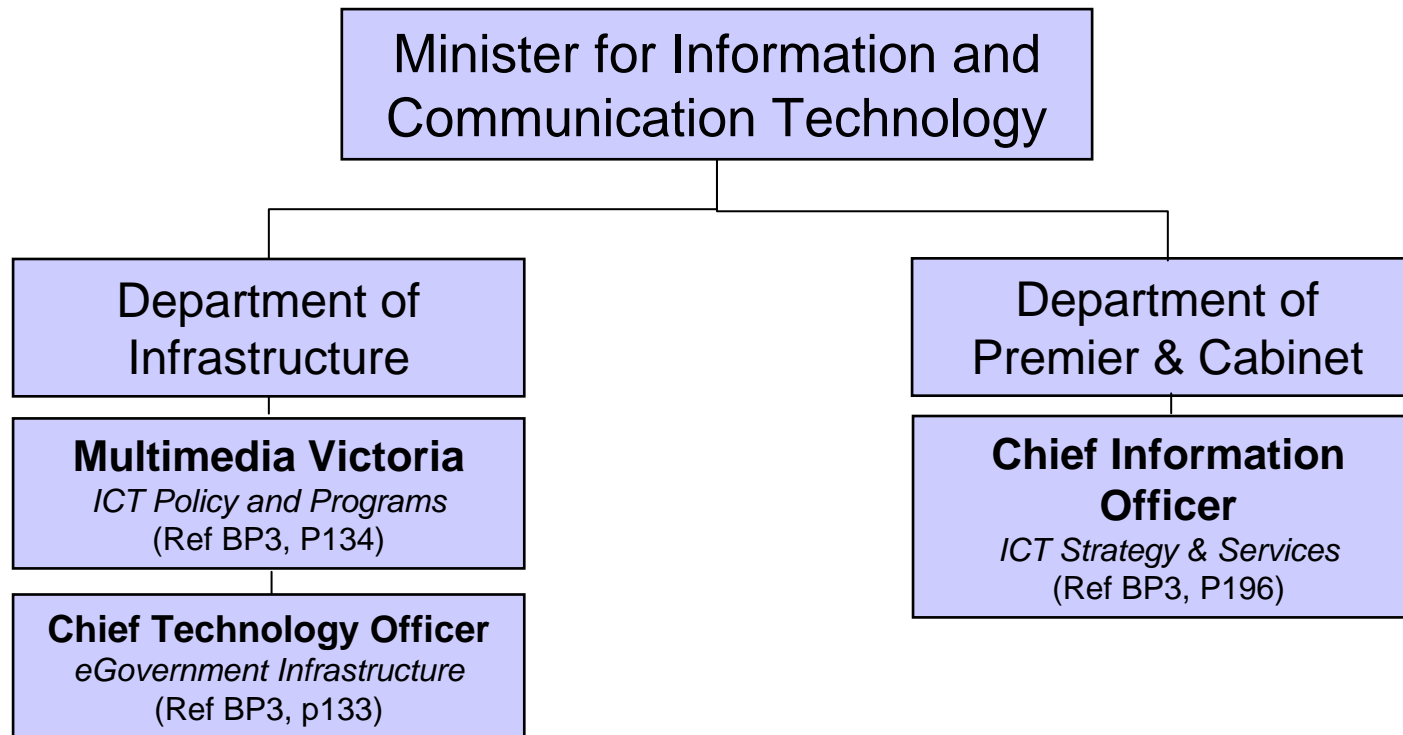 Minister for Information and
Communication Technology
Department of
Infrastructure
Department of
Premier & Cabinet
Multimedia Victoria
ICT Policy and Programs
(Ref BP3, P134)
Chief Information
Officer
ICT Strategy & Services
(Ref BP3, P196)
Chief Technology Officer
eGovernment Infrastructure
(Ref BP3, p133)